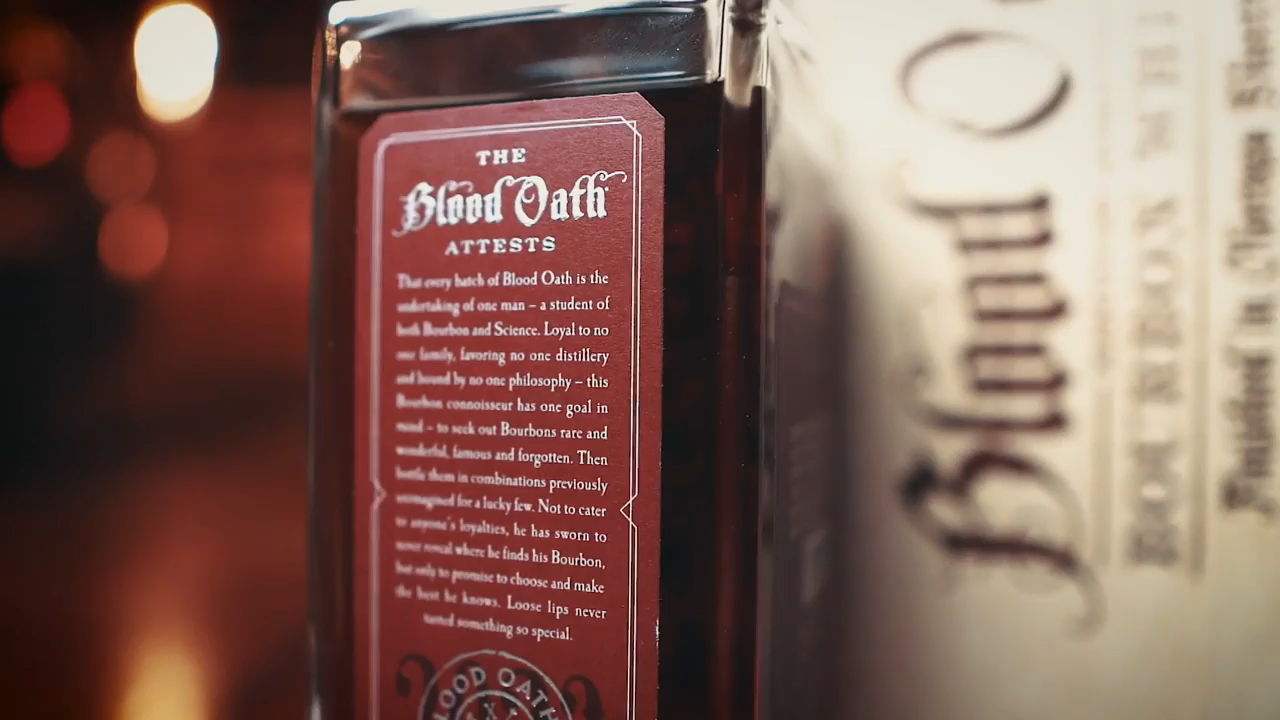 THE
Blood Oath
ATTESTS
That every batch of Blood Oath is the
undertaking of one man – a student of
both Bourbon and Science. Loyal to no
one family, favoring no one distillery
and bound by no one philosophy – this
Bourbon connoisseur has one goal in
mind – to seek out Bourbons rare and
wonderful, famous and forgotten. Then
bottle them in combinations previously
unimagined for a lucky few. Not to cater
to anyone's loyalties, he has sworn to
never reveal where he finds his Bourbon,
but only to promise to choose and make
the best he knows. Loose lips never
tasted something so special.
BLOOD OATH
Blood O
Finished in